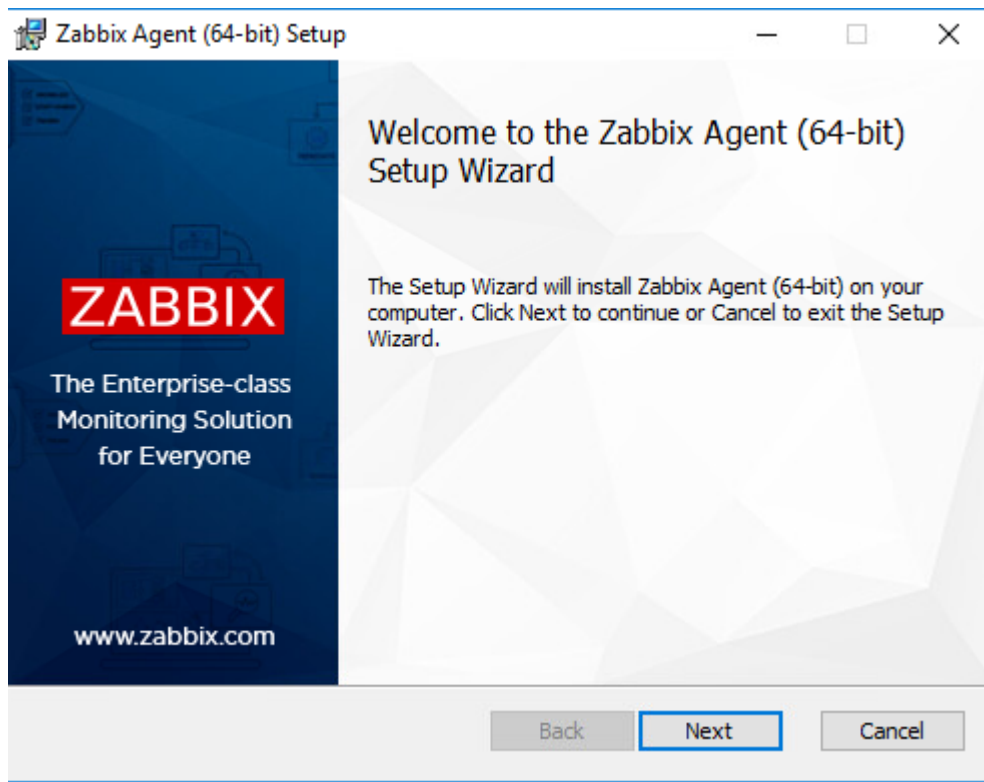 Zabbix Agent (64-bit) Setup
Welcome to the Zabbix Agent (64-bit)
Setup Wizard
The Setup Wizard will install Zabbix Agent (64-bit) on your
computer. Click Next to continue or Cancel to exit the Setup
Wizard.
ZABBIX
The Enterprise-class
Monitoring Solution
for Everyone
www.zabbix.com
Back
Next
Cancel